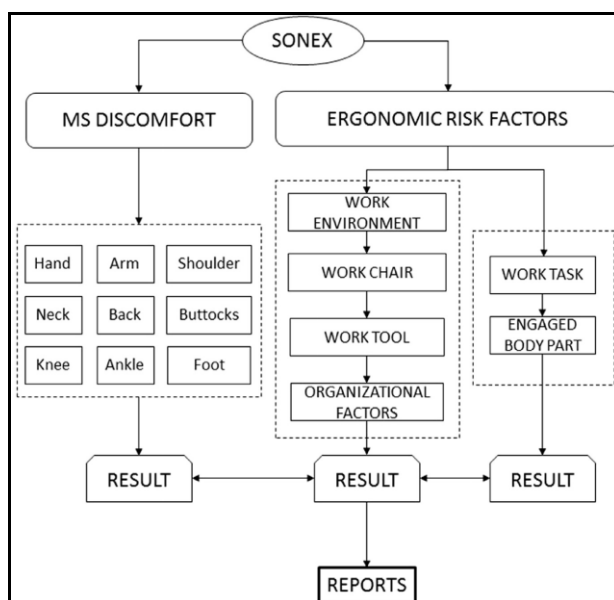 SONEX
MS DISCOMFORT
ERGONOMIC RISK FACTORS
WORK
ENVIRONMENT
WORK CHAIR
WORK TOOL
ORGANIZATIONAL
FACTORS
WORK TASK
ENGAGED
BODY PART
Hand
Arm
Shoulder
Neck
Back
Buttocks
Knee
Ankle
Foot
RESULT
RESULT
RESULT
REPORTS